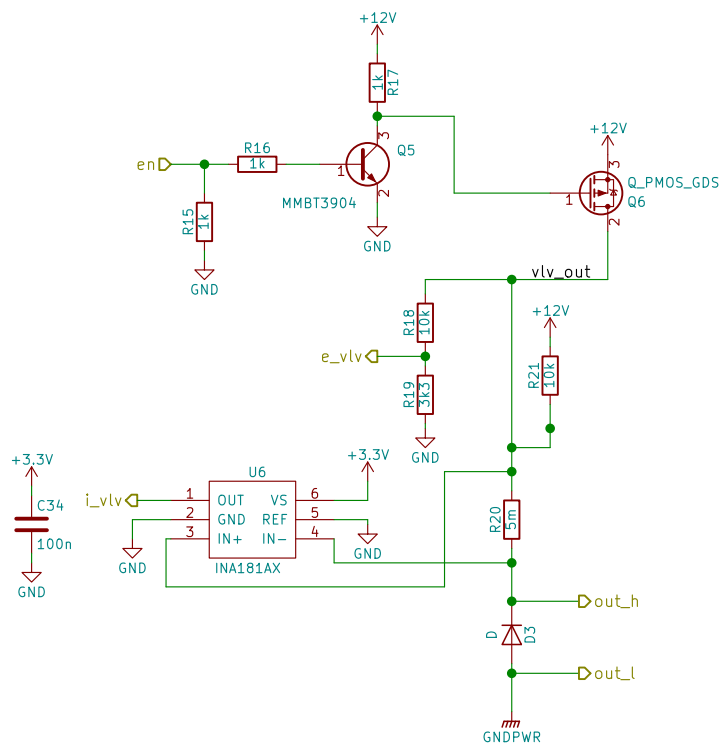 +12V
1k
R17
3
en
R16
1k
1
Q5
2
MMBT3904
R15
1k
GND
GND
+12V
3
Q_PMOS_GDS
1
Q6
2
vlv_out
+12V
R18
10k
e_vlv
R21
10k
R19
3k3
GND
+3.3V
C34
100n
GND
U6
+3.3V
i_vlv
1
OUT
VS
6
2
GND
REF
5
3
IN+
IN-
4
GND
INA181AX
GND
R20
5m
out_h
D
D3
out_l
GNDPWR